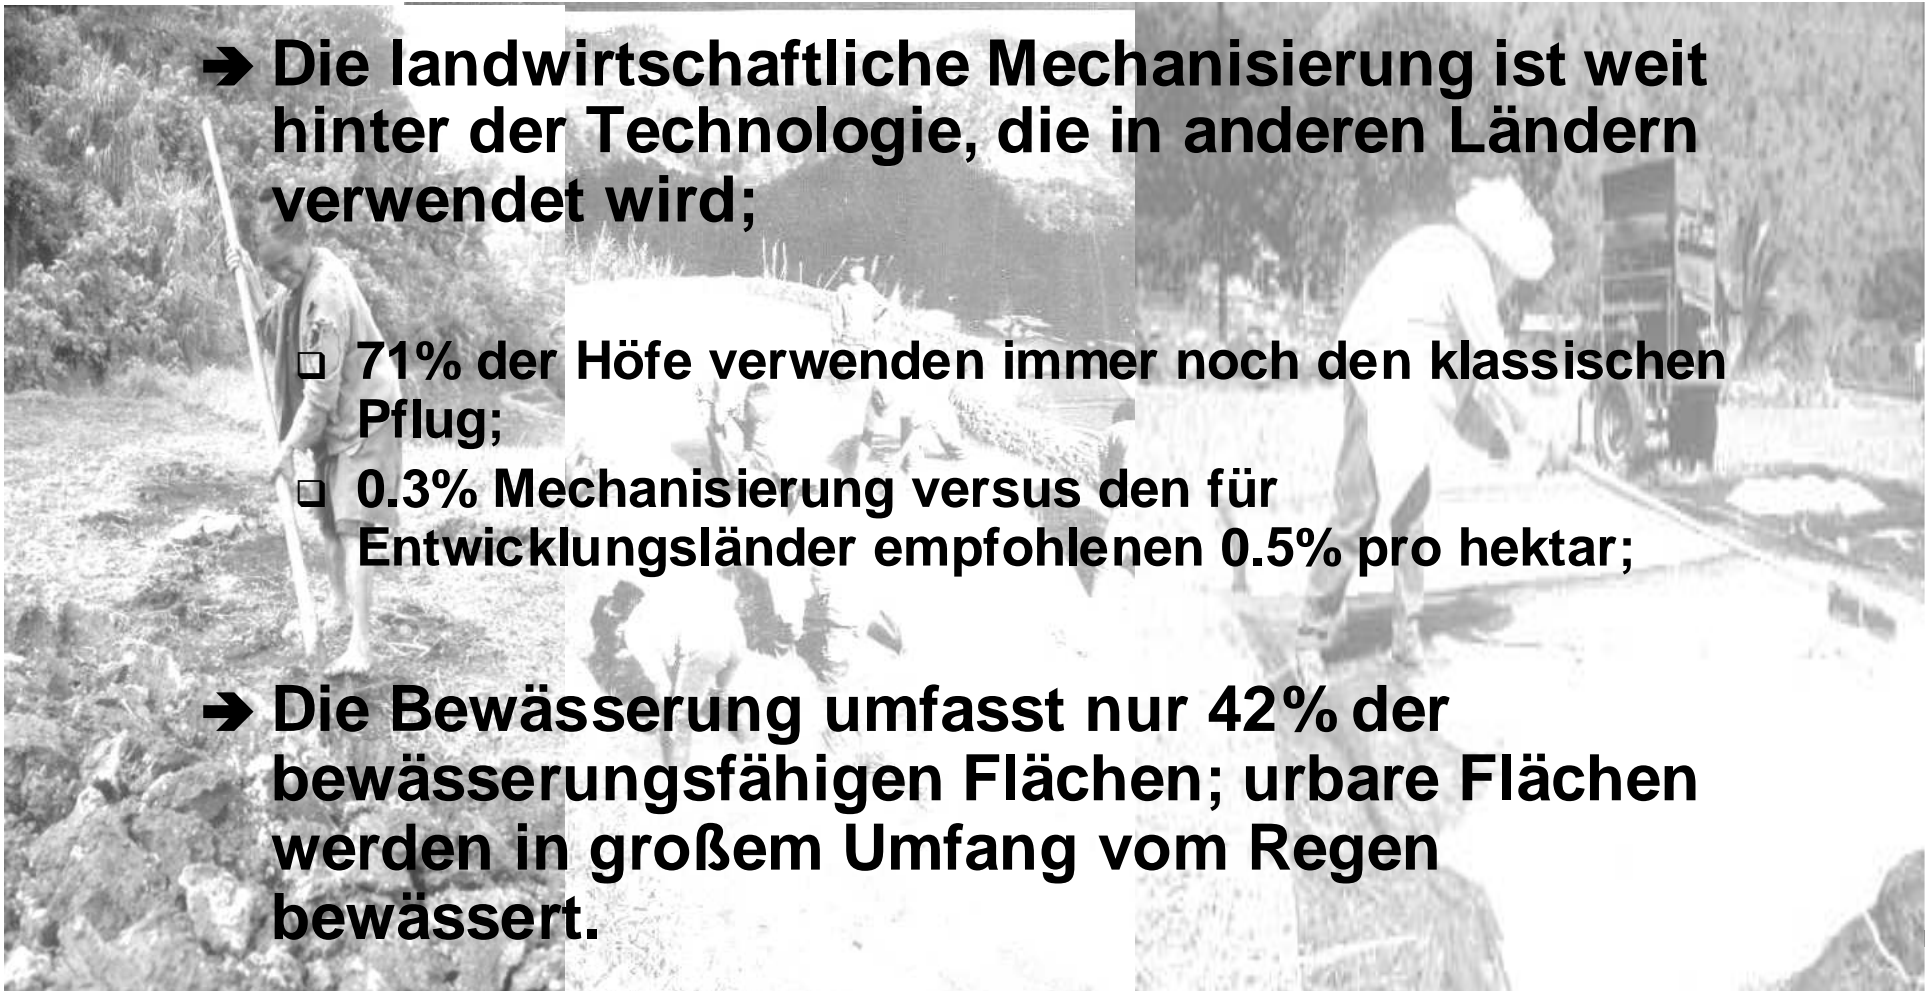 ➔ Die landwirtschaftliche Mechanisierung ist weit
hinter der Technologie, die in anderen Ländern
verwendet wird;
❑ 71% der Höfe verwenden immer noch den klassischen
Pflug;
❑ 0.3% Mechanisierung versus den für
Entwicklungsländer empfohlenen 0.5% pro hektar;
➔ Die Bewässerung umfasst nur 42% der
bewässerungsfähigen Flächen; urbare Flächen
werden in großem Umfang vom Regen
bewässert.